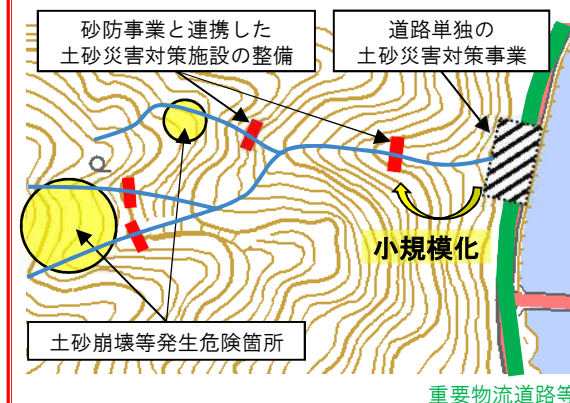 砂防事業と連携した
土砂災害対策施設の整備
道路単独の
土砂災害対策事業
小規模化
土砂崩壊等発生危険箇所
重要物流道路等